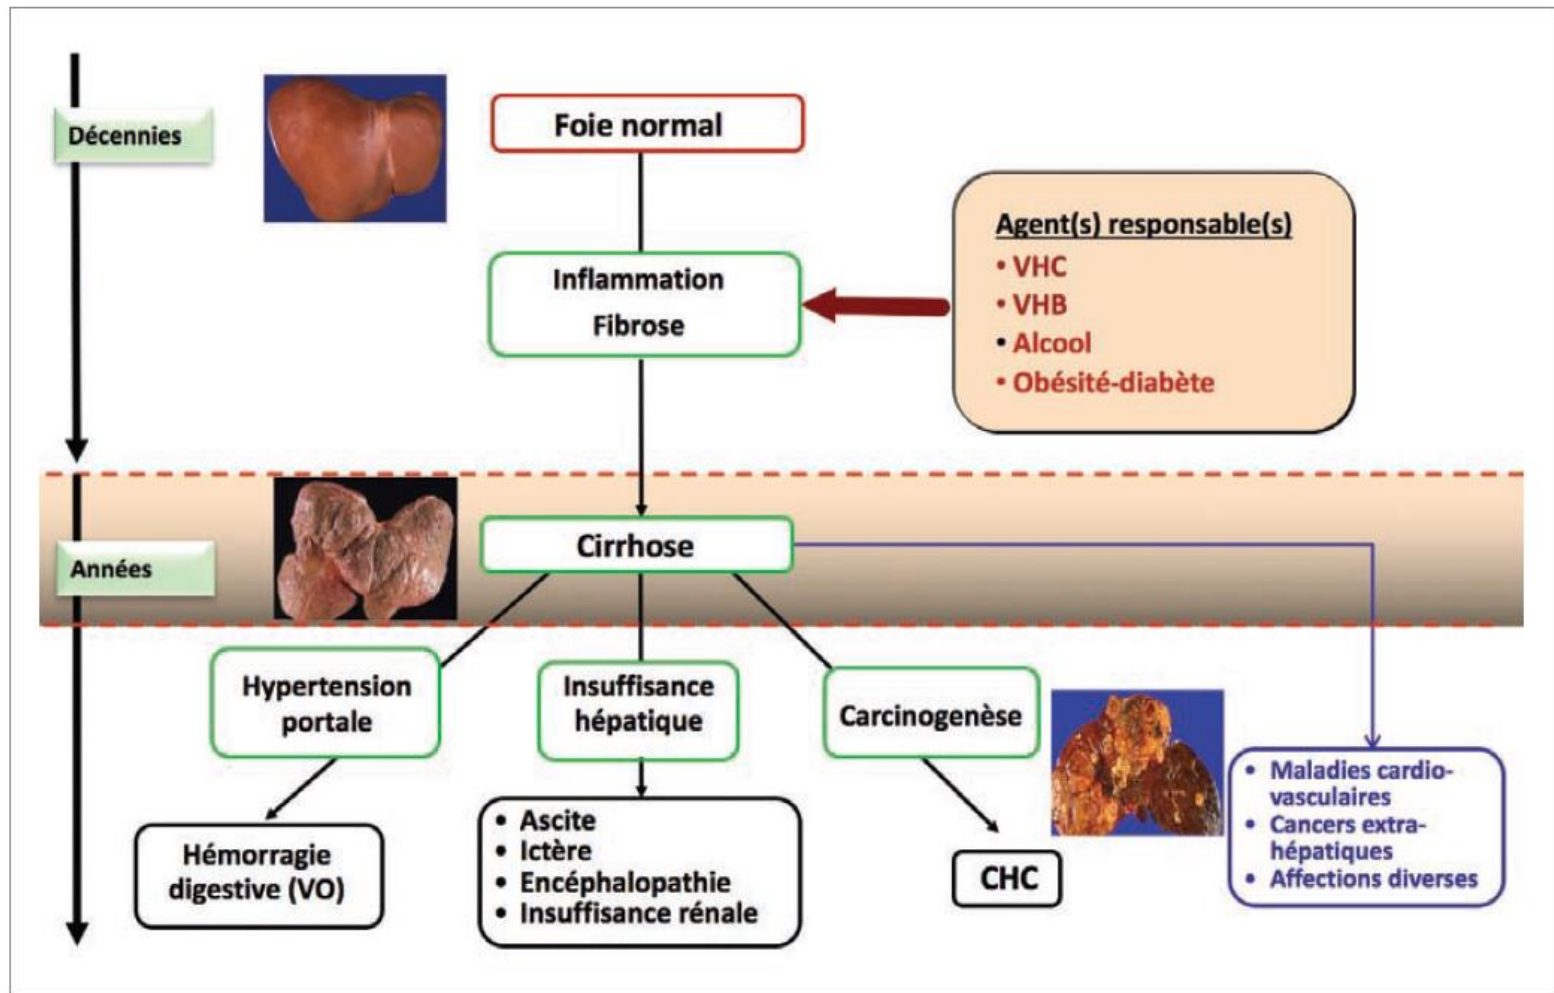 Décennies
Foie normal
Agent(s) responsable(s)
• VHC
• VHB
• Alcool
• Obésité-diabète
Inflammation
Fibrose
Années
Cirrhose
Hypertension
portale
Insuffisance
hépatique
Carcinogenèse
Hémorragie
digestive (VO)
• Ascite
• Ictère
• Encéphalopathie
• Insuffisance rénale
CHC
• Maladies cardio-
vasculaires
• Cancers extra-
hépatiques
• Affections diverses